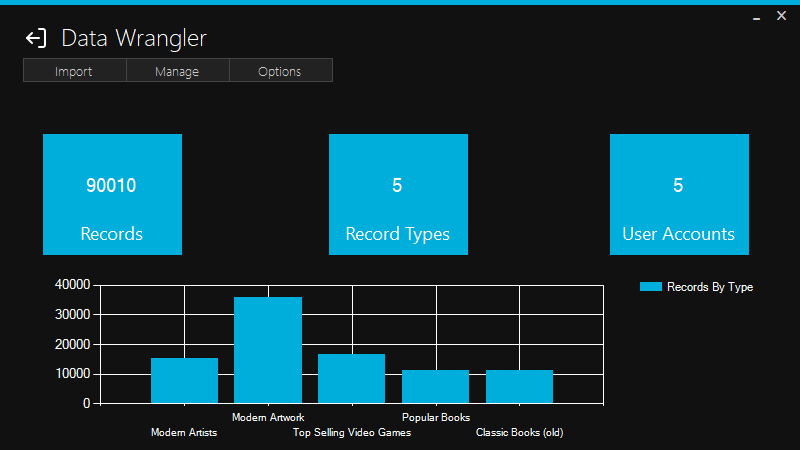 Data Wrangler
Import Manage Options
90010 5 5
Records Record Types User Accounts
40000
30000
20000
10000
0
Records By Type
Modern Artwork Popular Books
Modern Artists Top Selling Video Games Classic Books (old)